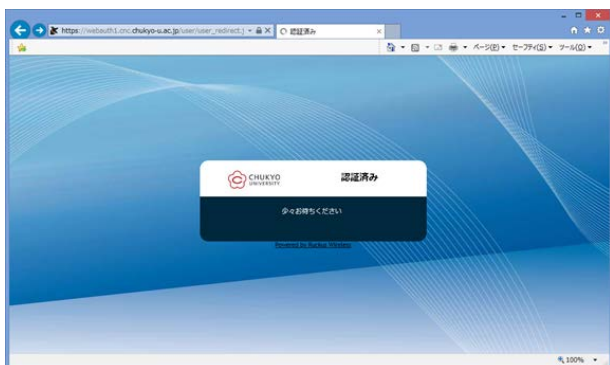 https://webauth1.cnc.chukyo-u.ac.jp/user/user_redirect.j
認証済み
ページ(P)
セーフティ(S)
ツール(O)
CHUKYO
UNIVERSITY
認証済み
少々お待ちください
Powered by Ruckus Wireless
100%